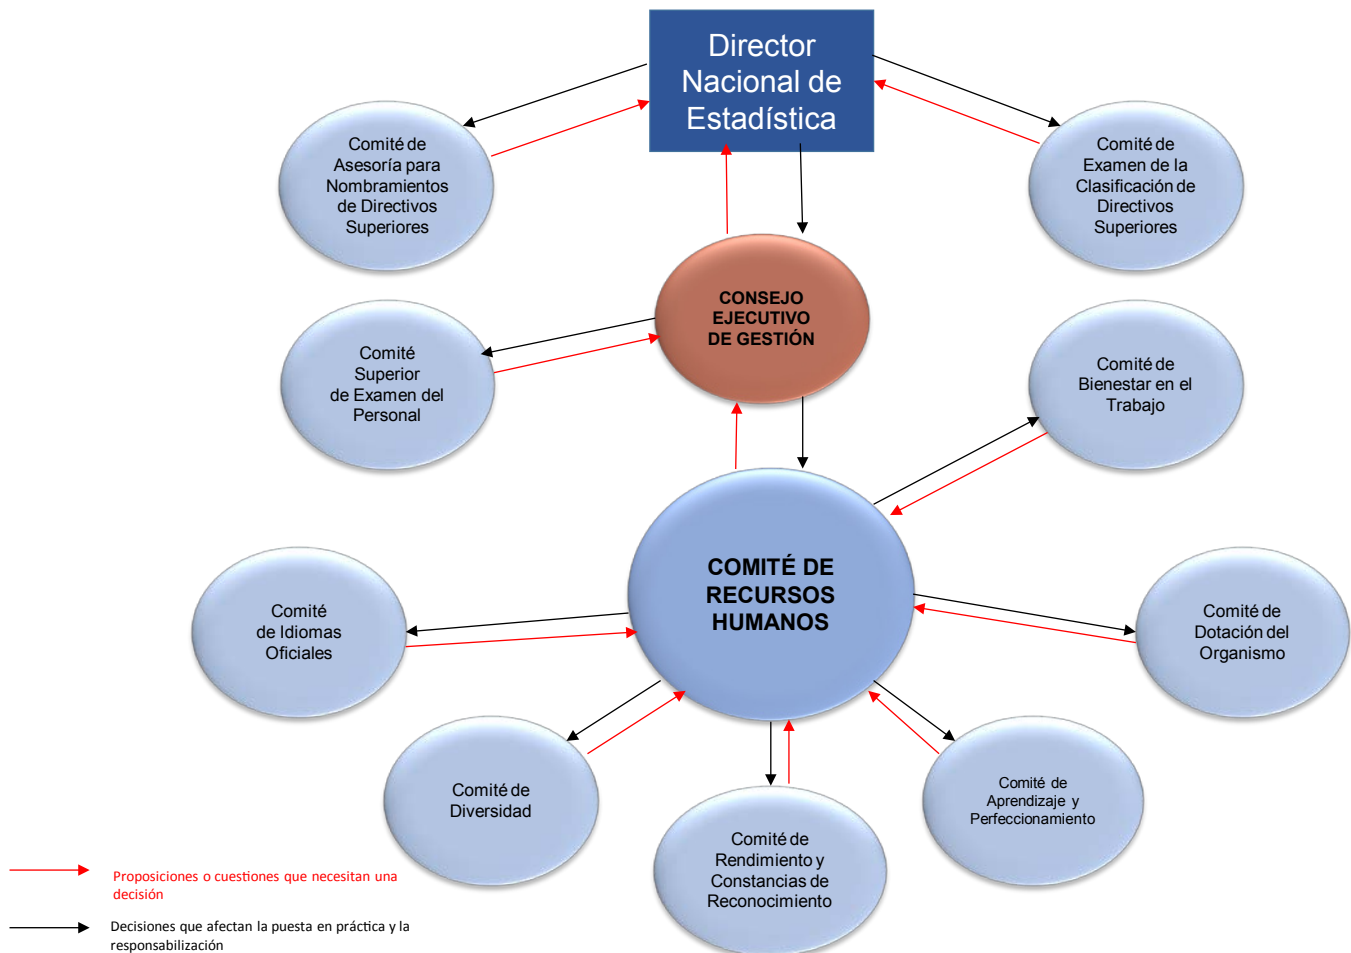 Director
Nacional de
Estadística
Comité de
Asesoría para
Nombramientos
de Directivos
Superiores
Comité de
Examen de la
Clasificación de
Directivos
Superiores
CONSEJO
EJECUTIVO
DE GESTIÓN
Comité
Superior
de Examen del
Personal
Comité de
Bienestar en el
Trabajo
COMITÉ DE
RECURSOS
HUMANOS
Comité
de Idiomas
Oficiales
Comité de
Dotación del
Organismo
Comité de
Diversidad
Comité de
Aprendizaje y
Perfeccionamiento
Comité de
Rendimiento y
Constancias de
Reconocimiento
Proposiciones o cuestiones que necesitan una
decisión
Decisiones que afectan la puesta en práctica y la
responsabilización